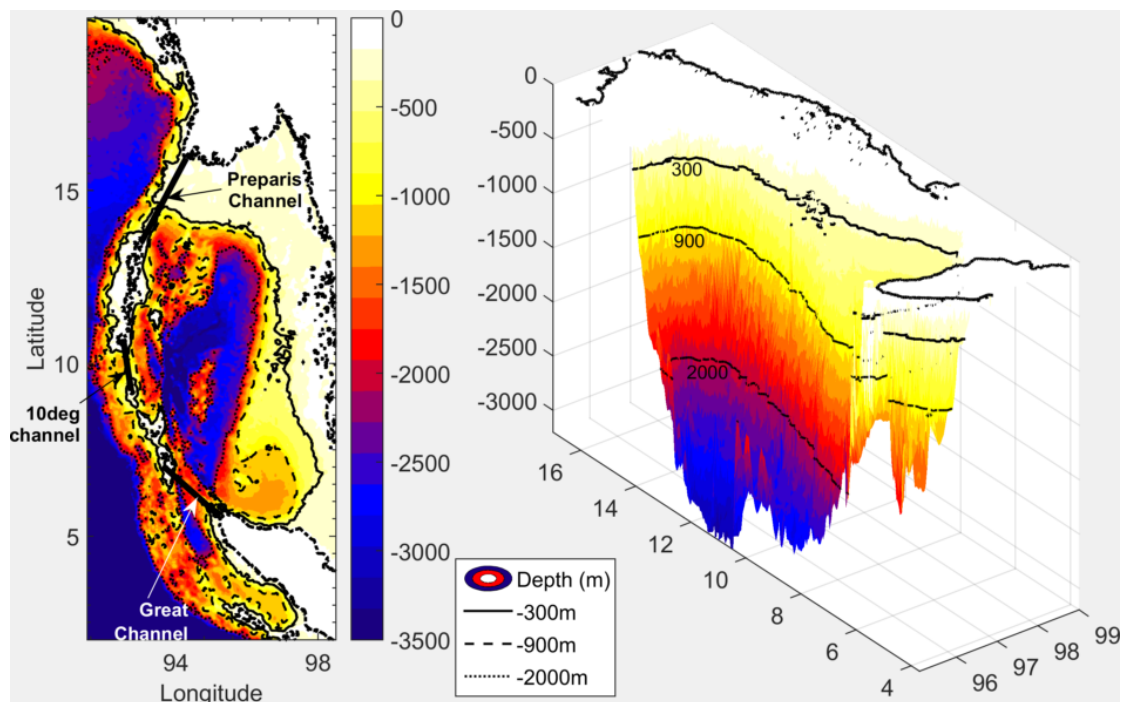 Preparis
Channel
10deg
channel
Great
Channel
15
10
5
94
98
Latitude
Longitude
0
-500
-1000
-1500
-2000
-2500
-3000
-3500
Depth (m)
-300m
-900m
-2000m
0
-500
-1000
-1500
-2000
-2500
-3000
300
900
2000
16
14
12
10
8
6
4
96
97
98
99